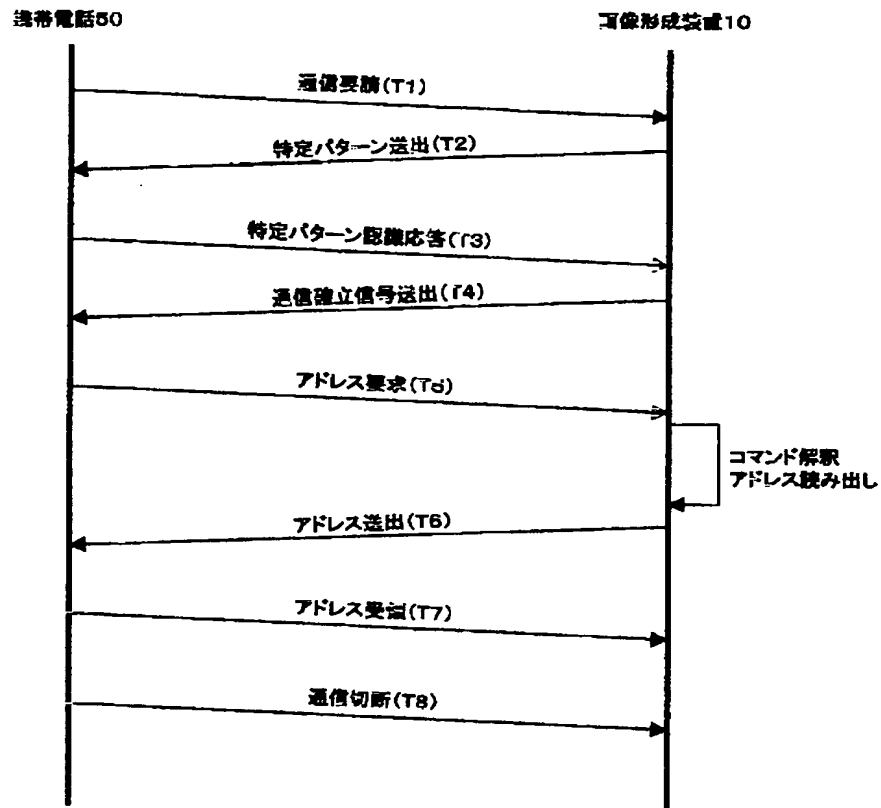 携帯電話50
画像形成装置10
通信要請(T1)
特定パターン送出(T2)
特定パターン認識応答(T3)
通信確立信号送出(T4)
アドレス要求(T5)
コマンド解釈
アドレス読み出し
アドレス送出(T6)
アドレス受領(T7)
通信切断(T8)